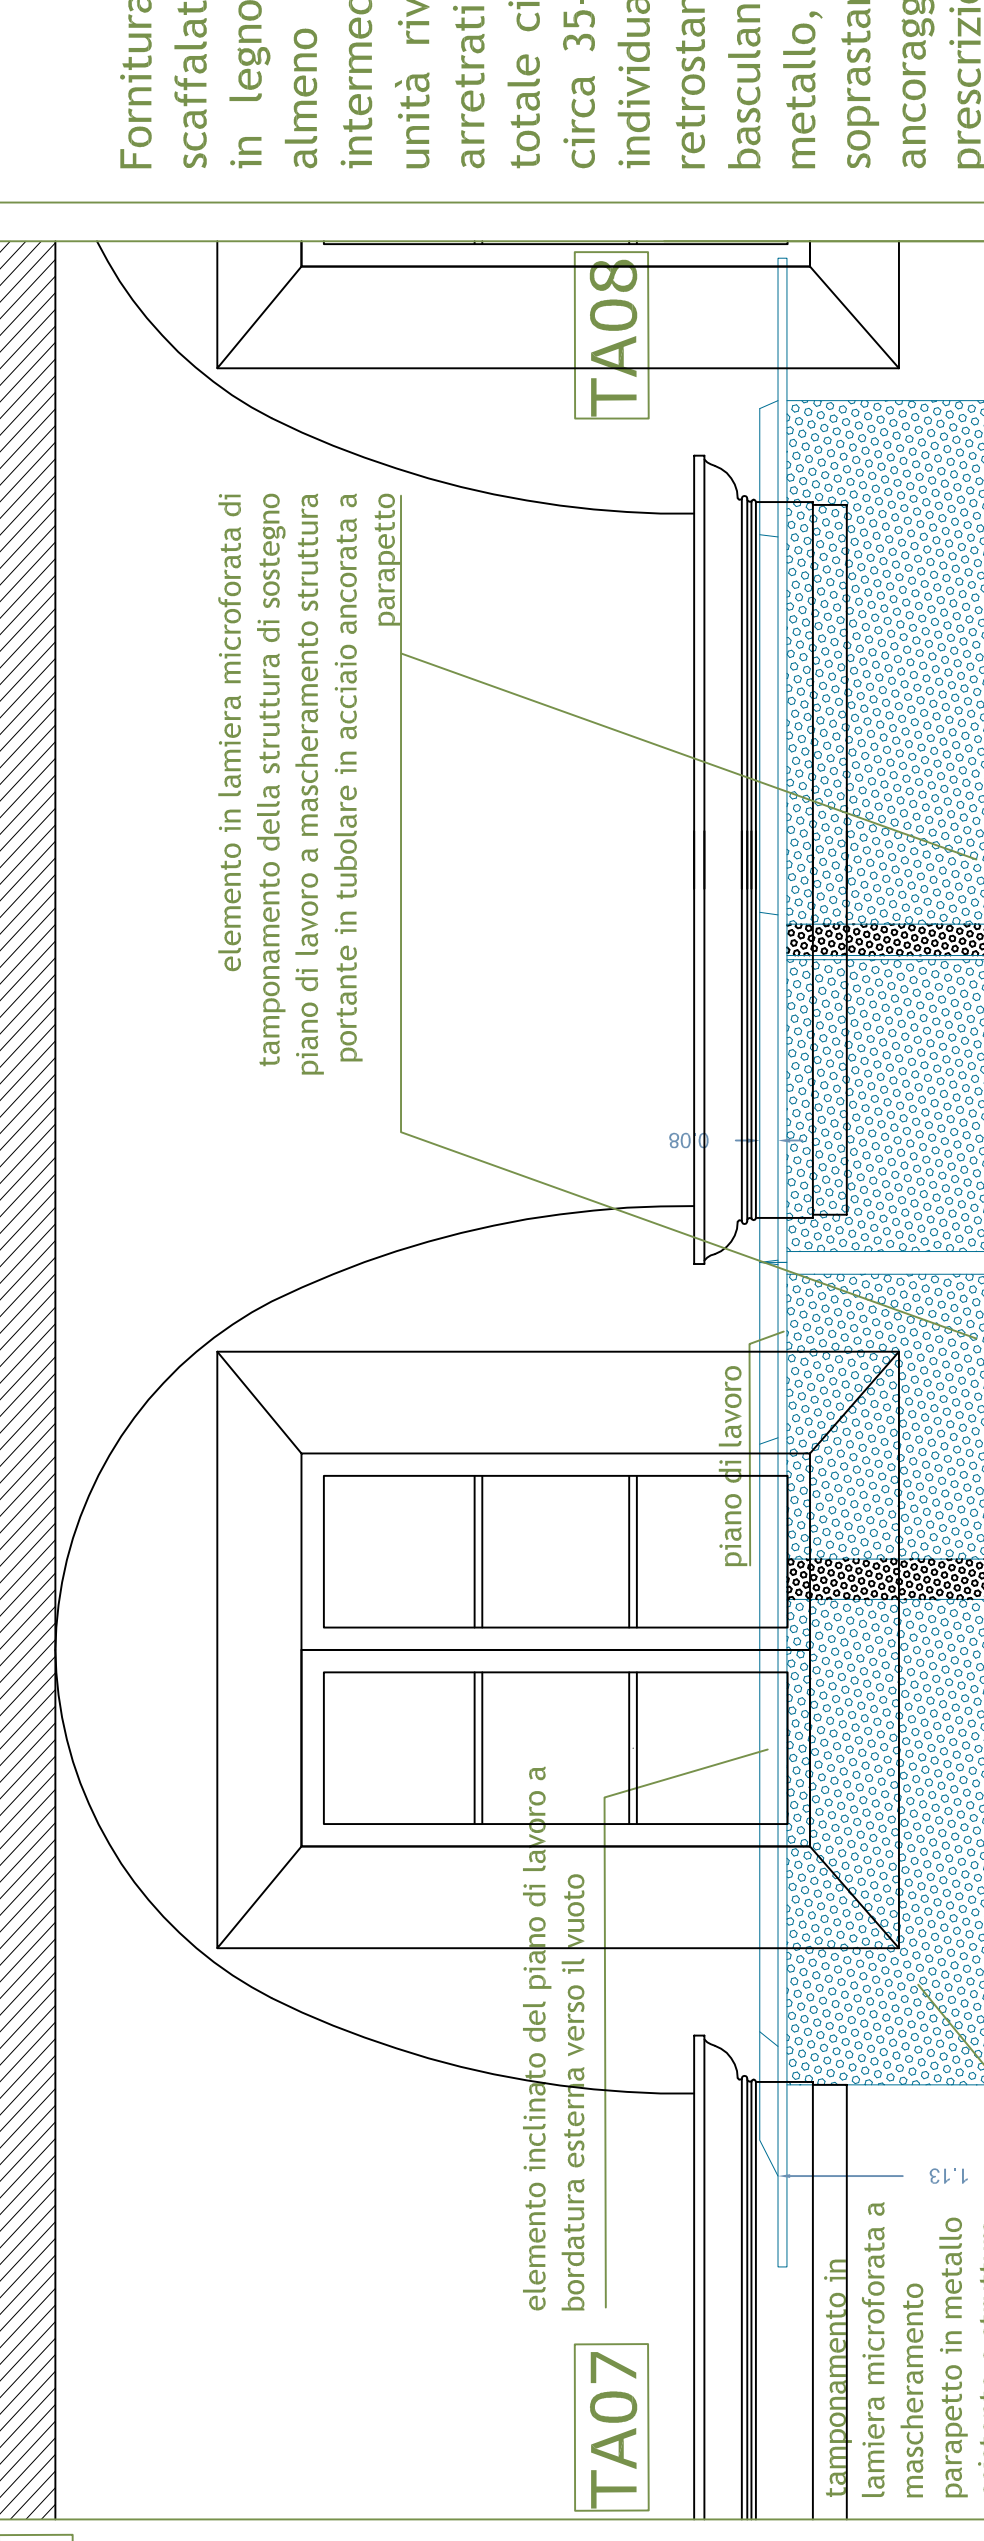 Fornitura
scaffalat
in legno
almeno
intermed
unità riv
arretrati
totale ci
circa 35-
individua
retrostar
basculan
metallo,
soprastar
ancoragg
prescrizio
TA08
elemento in lamiera microforata di
tamponamento della struttura di sostegno
piano di lavoro a mascheramento struttura
portante in tubolare in acciaio ancorata a
parapetto
0.08
piano di lavoro
elemento inclinato del piano di lavoro a
bordatura esterna verso il vuoto
1.13
TA07
tamponamento in
lamiera microforata a
mascheramento
parapetto in metallo